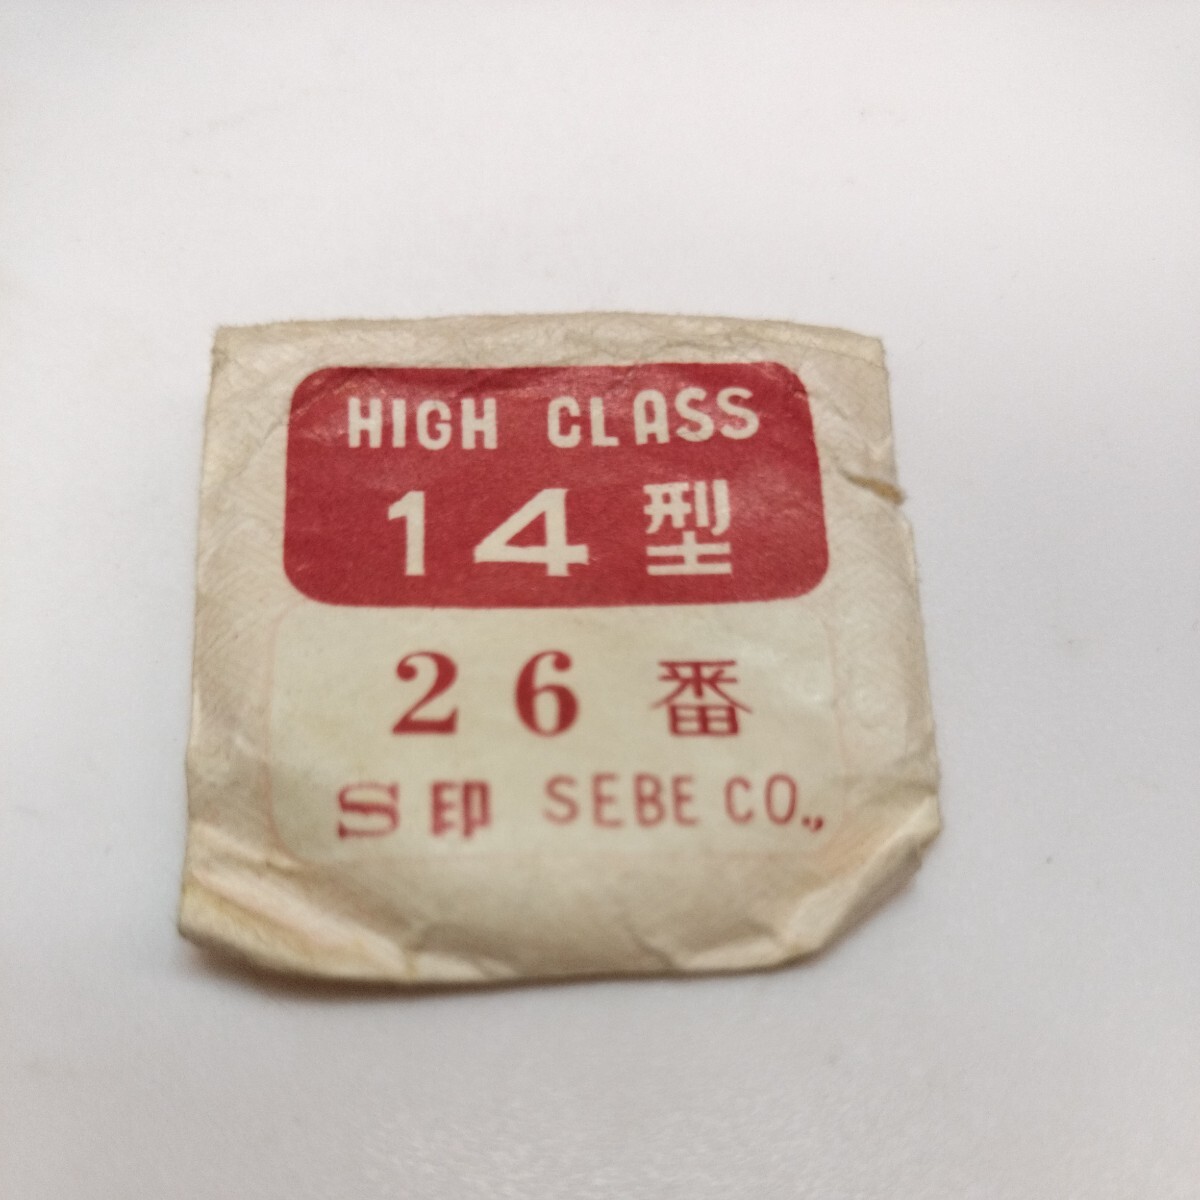 HIGH CLASS
14型
26番
S印 SEBE CO.,